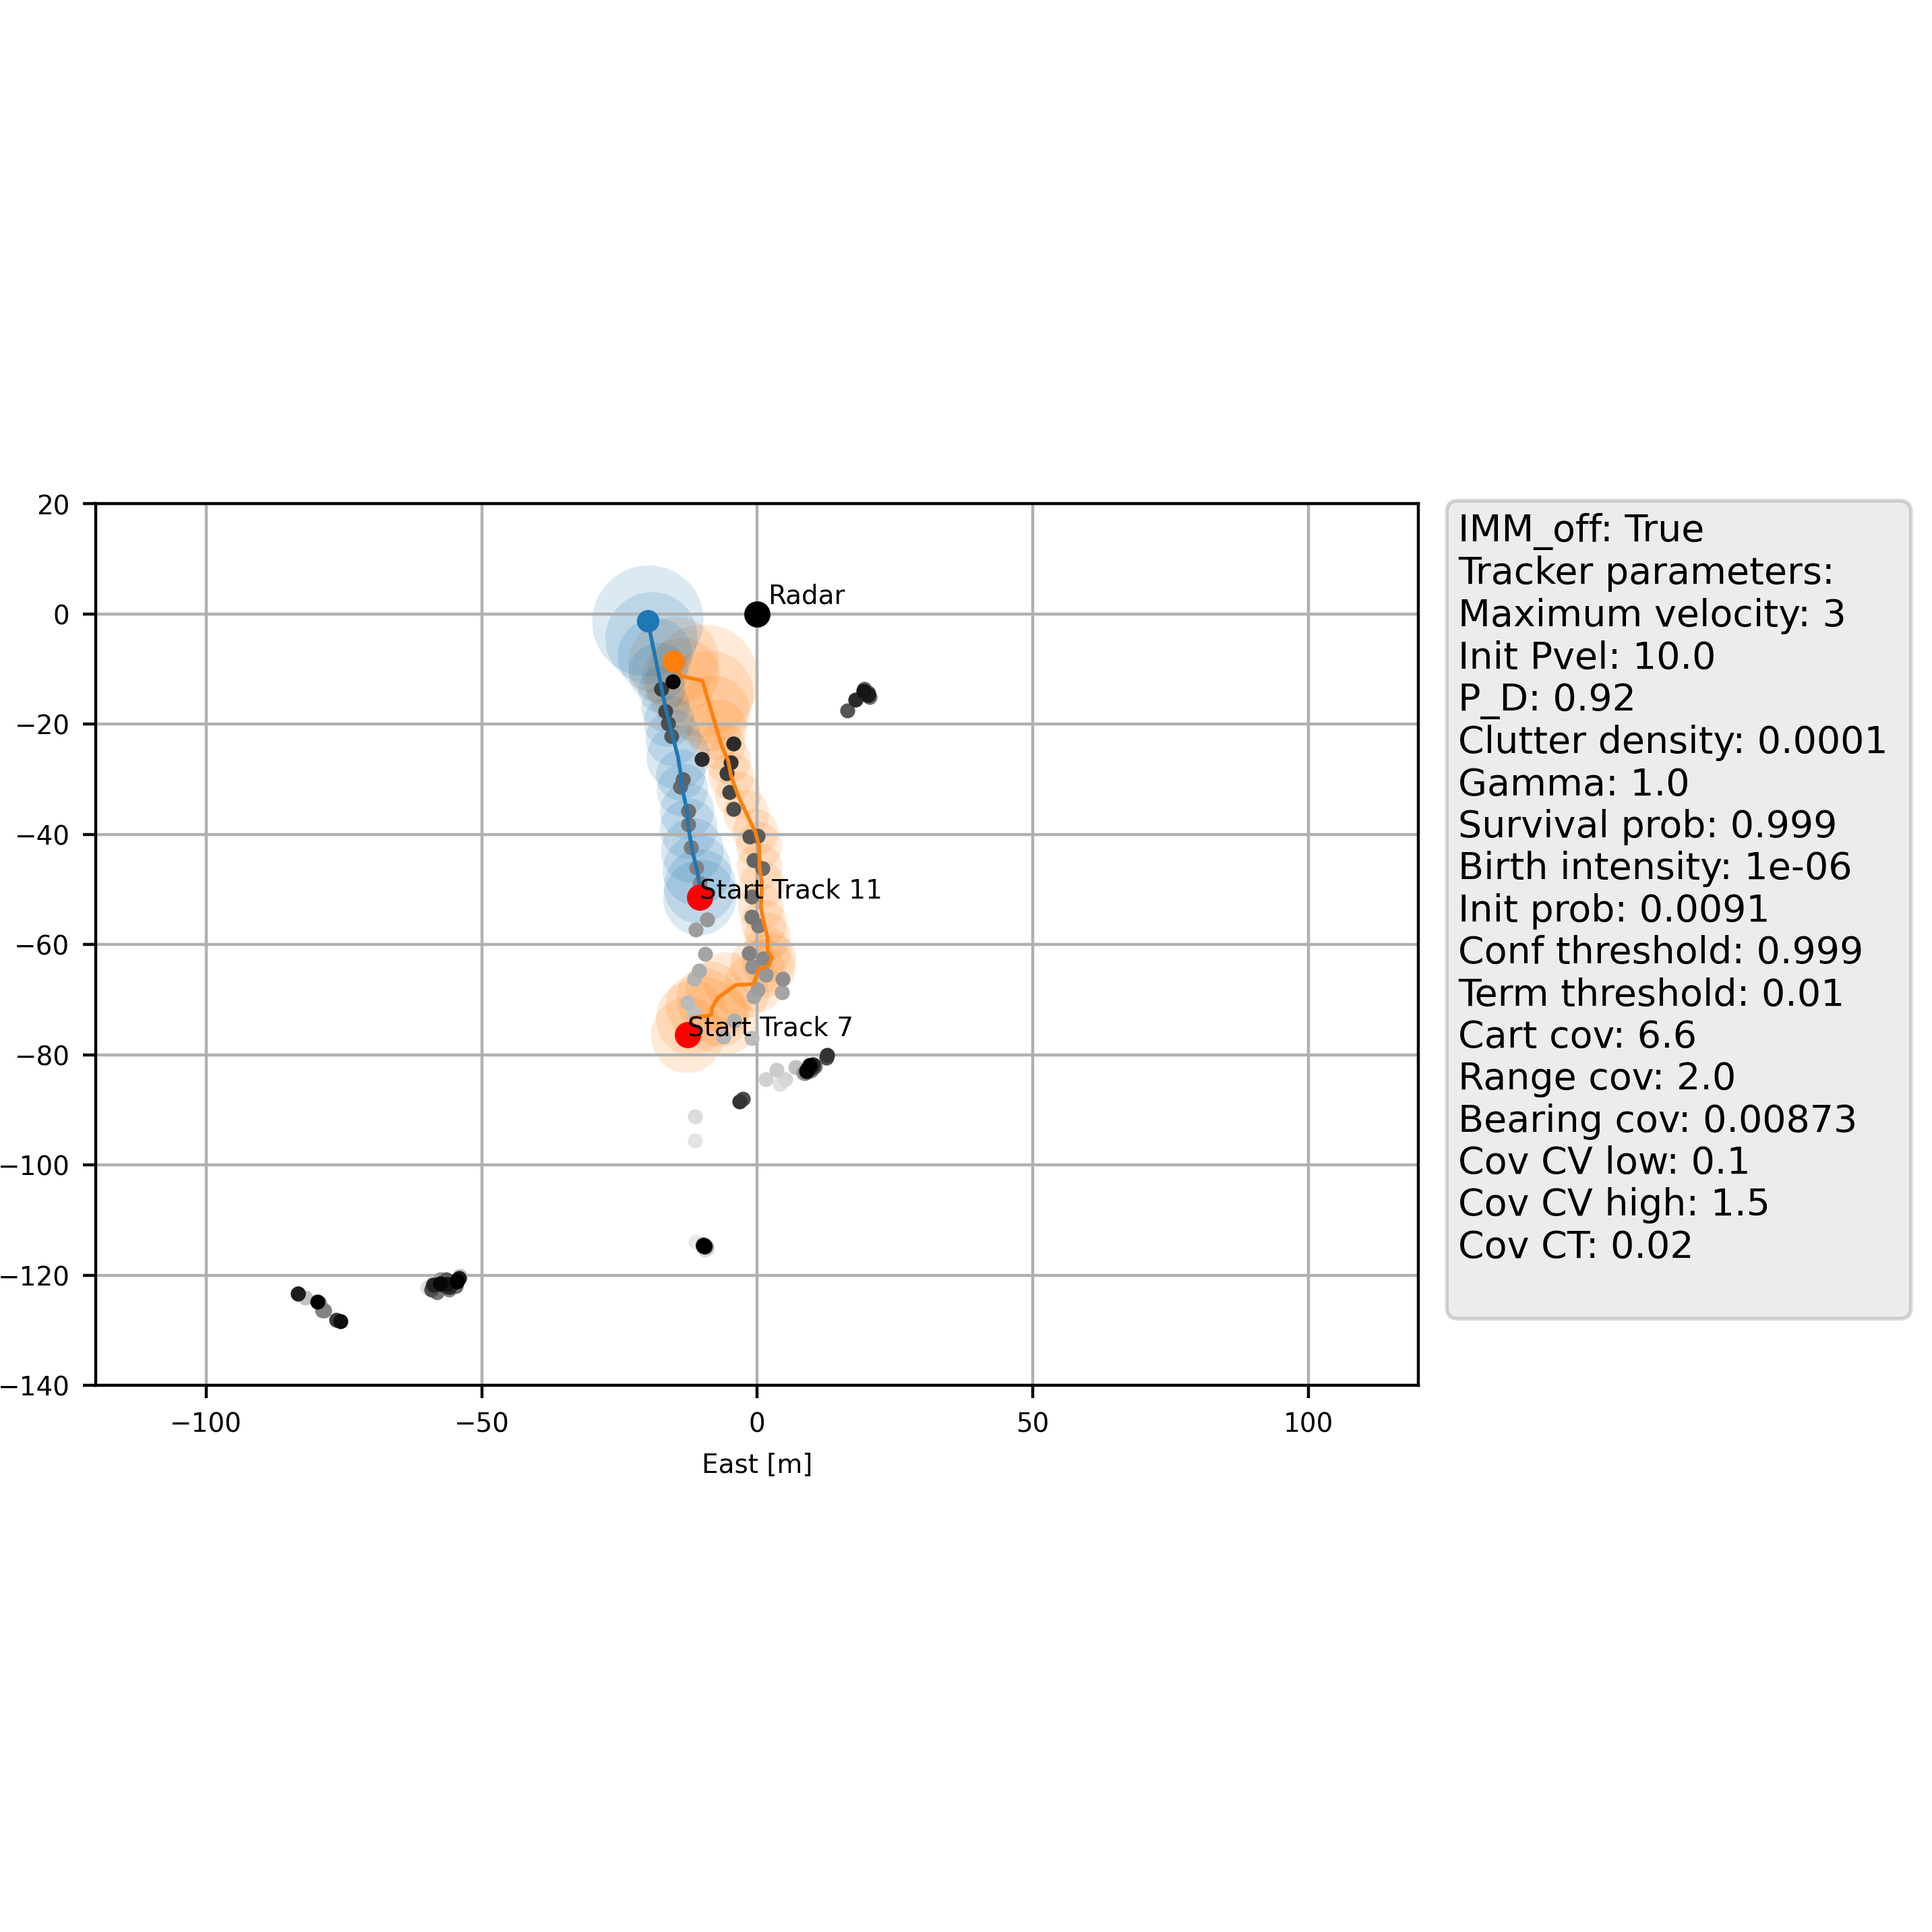 20
0
−20
−40
−60
−80
−100
−120
−140
−100
−50
0
50
100
East [m]
Radar
Start Track 11
Start Track 7
IMM_off: True
Tracker parameters:
Maximum velocity: 3
Init Pvel: 10.0
P_D: 0.92
Clutter density: 0.0001
Gamma: 1.0
Survival prob: 0.999
Birth intensity: 1e-06
Init prob: 0.0091
Conf threshold: 0.999
Term threshold: 0.01
Cart cov: 6.6
Range cov: 2.0
Bearing cov: 0.00873
Cov CV low: 0.1
Cov CV high: 1.5
Cov CT: 0.02